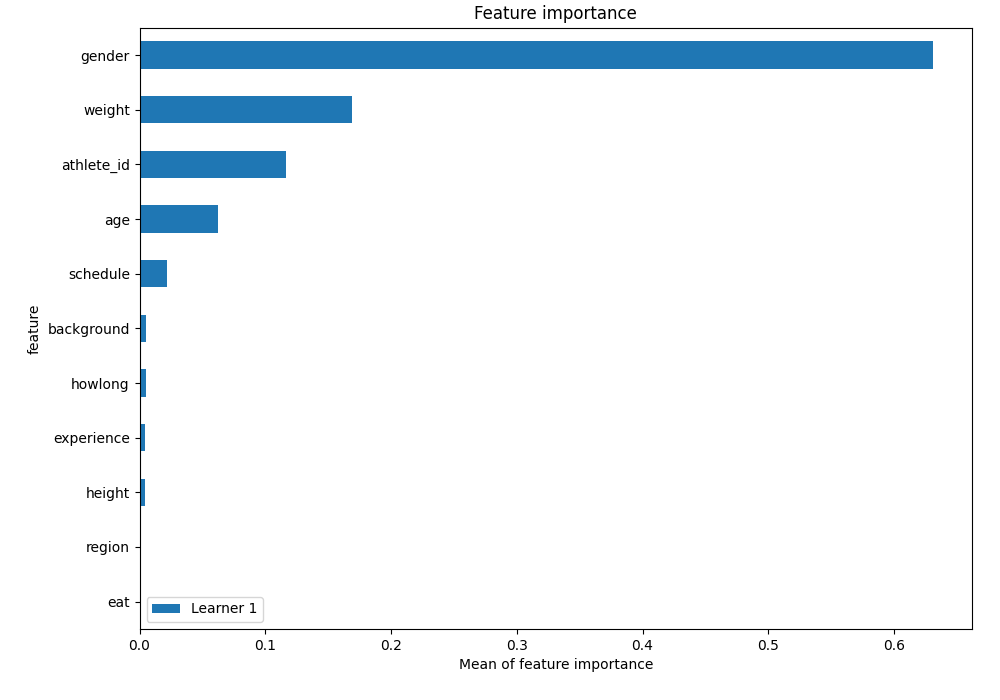 Feature importance
gender
weight
athlete_id
age
schedule
background
howlong
experience
height
region
eat
feature
Learner 1
0.0 0.1 0.2 0.3 0.4 0.5 0.6
Mean of feature importance